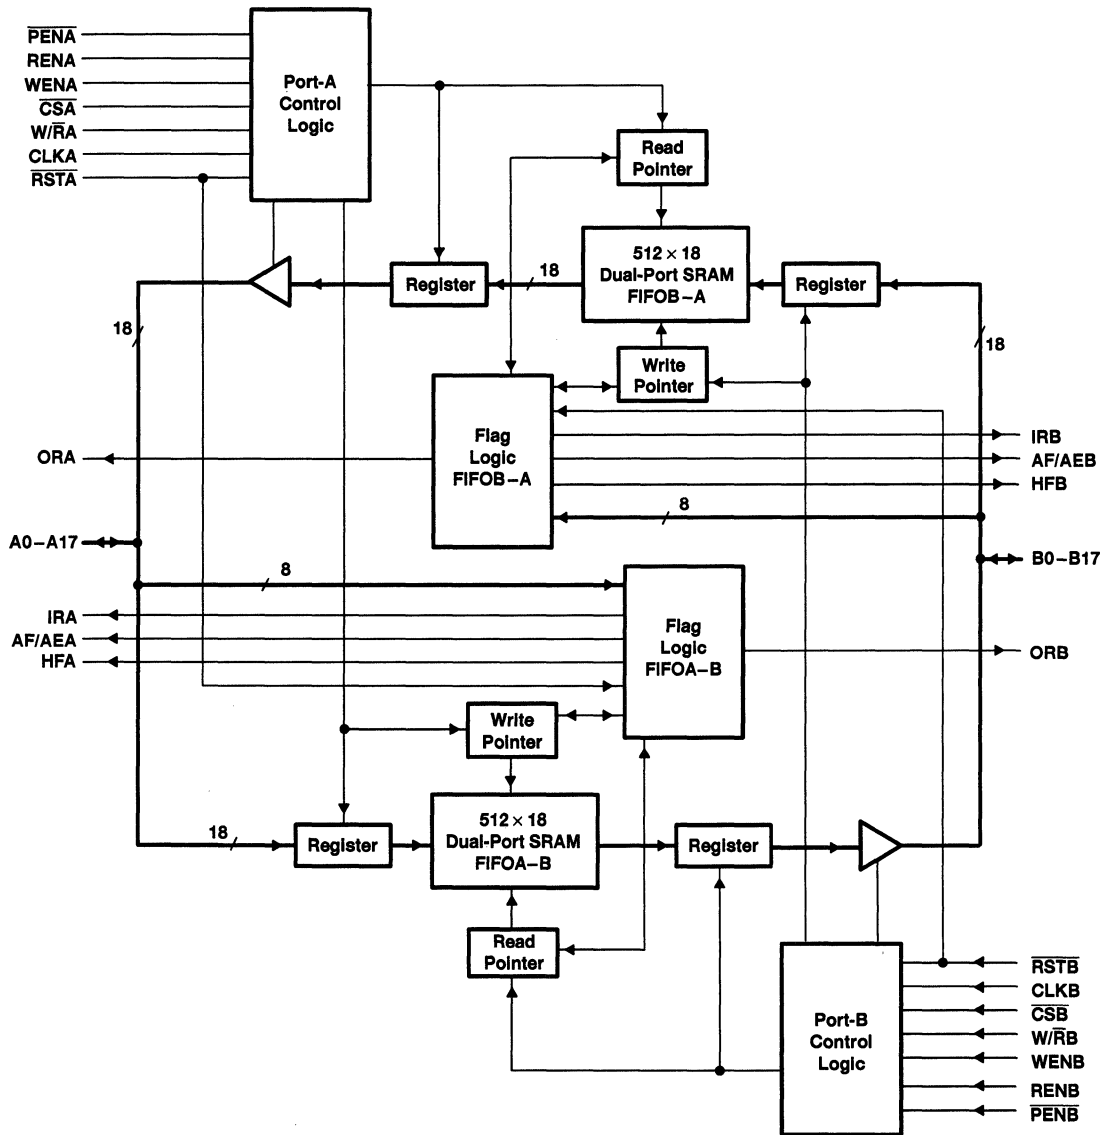 PENA
RENA
WENA
CSA
W/RA
CLKA
RSTA
Port-A
Control
Logic
Read
Pointer
512 × 18
Dual-Port SRAM
FIFOB–A
18
Register
Register
18
18
Write
Pointer
Flag
Logic
FIFOB–A
ORA
IRB
AF/AEB
HFB
8
A0–A17
B0–B17
8
IRA
AF/AEA
HFA
Flag
Logic
FIFOA–B
ORB
Write
Pointer
18
Register
512 × 18
Dual-Port SRAM
FIFOA–B
Register
Read
Pointer
Port-B
Control
Logic
RSTB
CLKB
CSB
W/RB
WENB
RENB
PENB